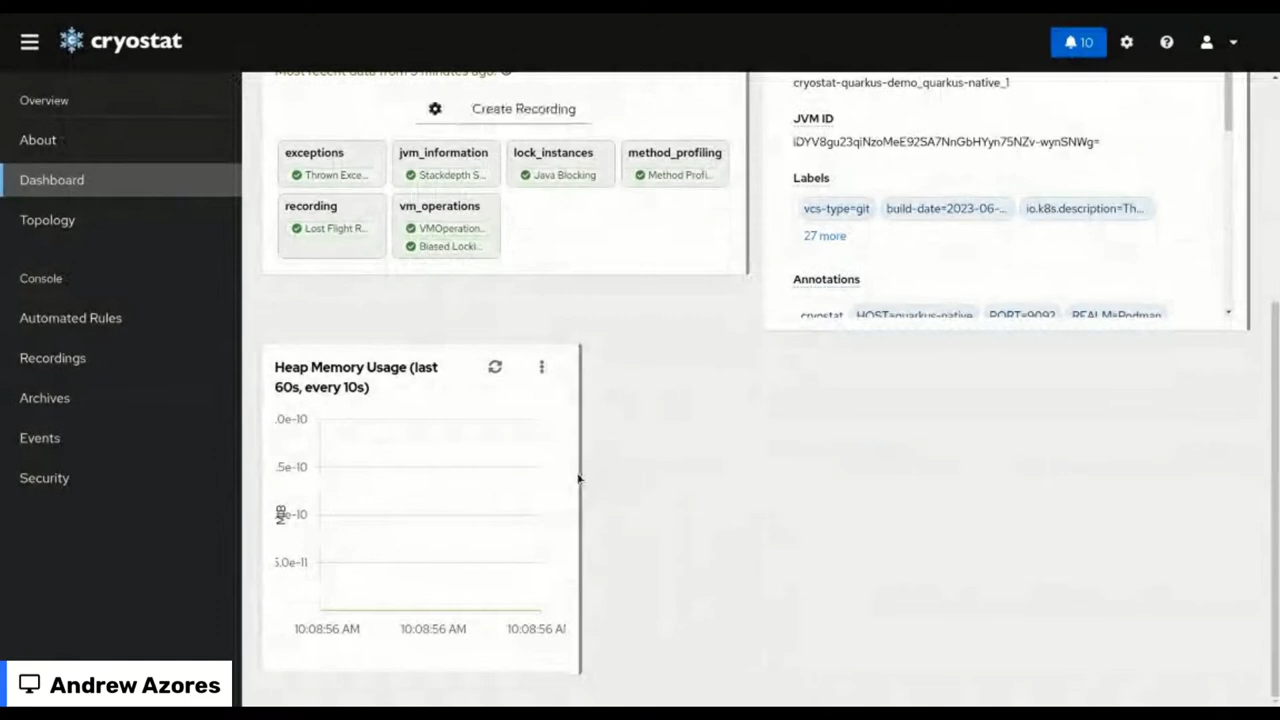 cryostat
10
Overview
About
Dashboard
Topology
Console
Automated Rules
Recordings
Archives
Events
Security
Most recent data from 5 minutes ago.
Create Recording
exceptions
Thrown Exce...
jvm_information
Stackdepth S...
lock_instances
Java Blocking
method_profiling
Method Profi...
recording
Lost Flight R...
vm_operations
VMOperation...
Biased Locki...
cryostat-quarkus-demo_quarkus-native_1
JVM ID
iDYV8gu23qiNzoMeE92SA7NnGbHYyn75NZv-wynSNWg=
Labels
vcs-type=git
build-date=2023-06-...
io.k8s.description=Th...
27 more
Annotations
cryostat
HOST=quarkus-native
PORT=9092
REALM=Podman
Heap Memory Usage (last
60s, every 10s)
.0e-10
.5e-10
e-10
5.0e-11
MiB
10:08:56 AM
10:08:56 AM
10:08:56 AM
Andrew Azores